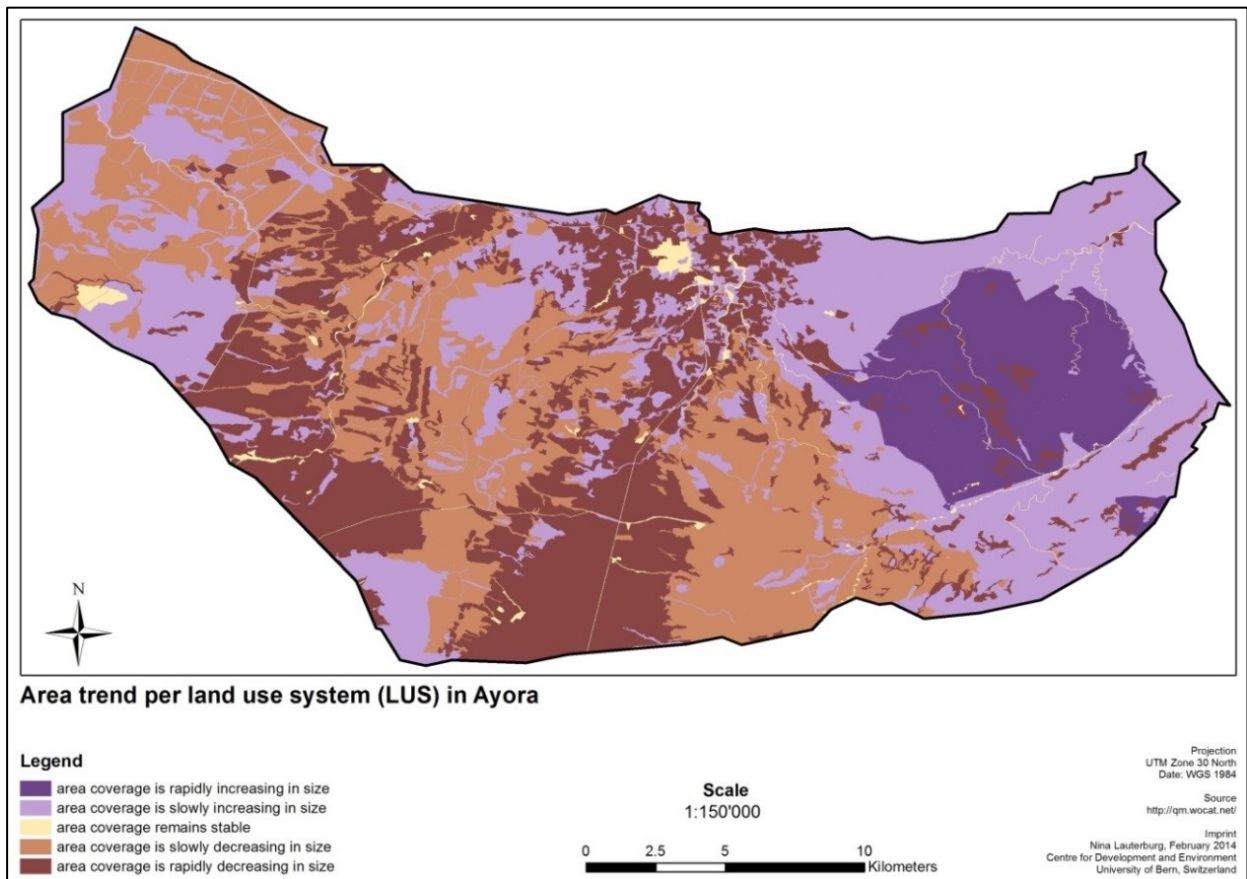 N
Area trend per land use system (LUS) in Ayora
Legend
area coverage is rapidly increasing in size
area coverage is slowly increasing in size
area coverage remains stable
area coverage is slowly decreasing in size
area coverage is rapidly decreasing in size
Scale
1:150'000
0 2.5 5 10
Kilometers
Projection
UTM Zone 30 North
Date: WGS 1984
Source
http://qm.wocat.net/
Imprint
Nina Lauterburg, February 2014
Centre for Development and Environment
University of Bern, Switzerland